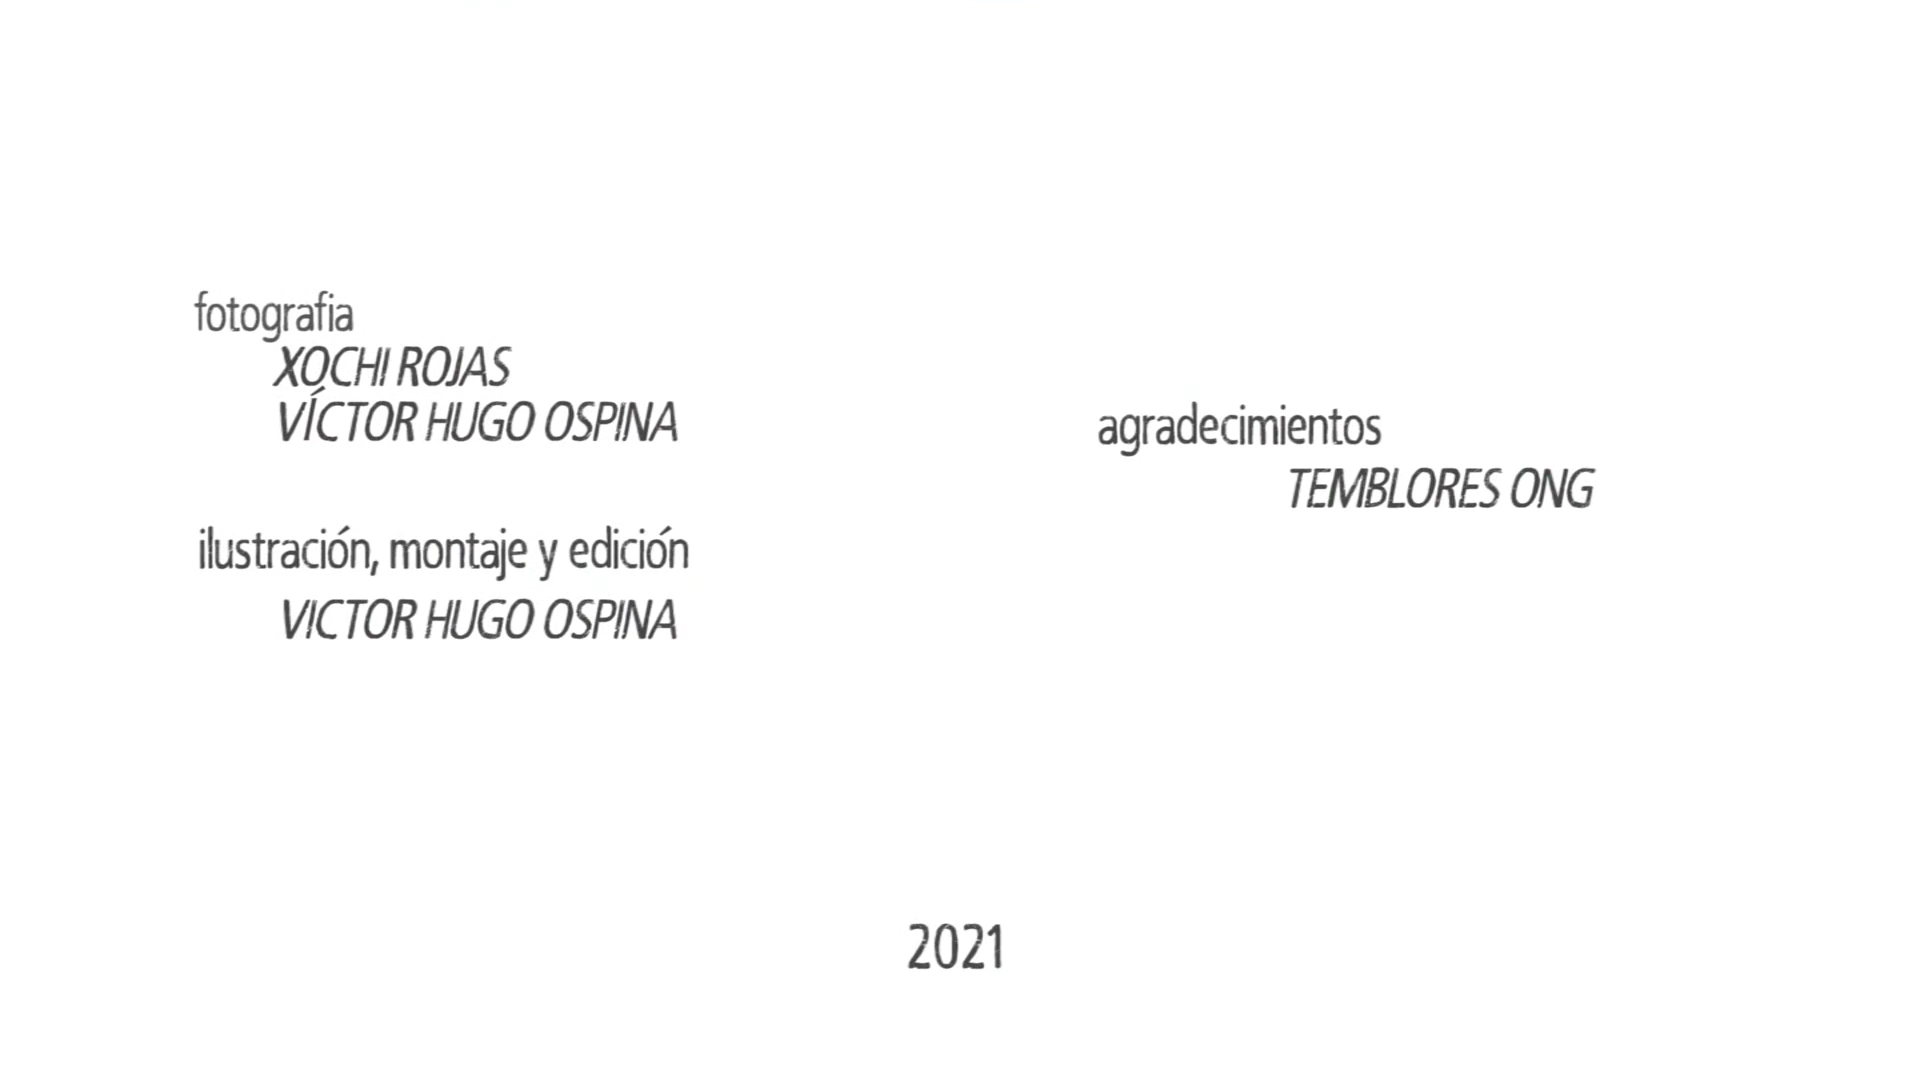 fotografia
XOCHI ROJAS
VÍCTOR HUGO OSPINA
ilustración, montaje y edición
VICTOR HUGO OSPINA
agradecimientos
TEMBLORES ONG
2021